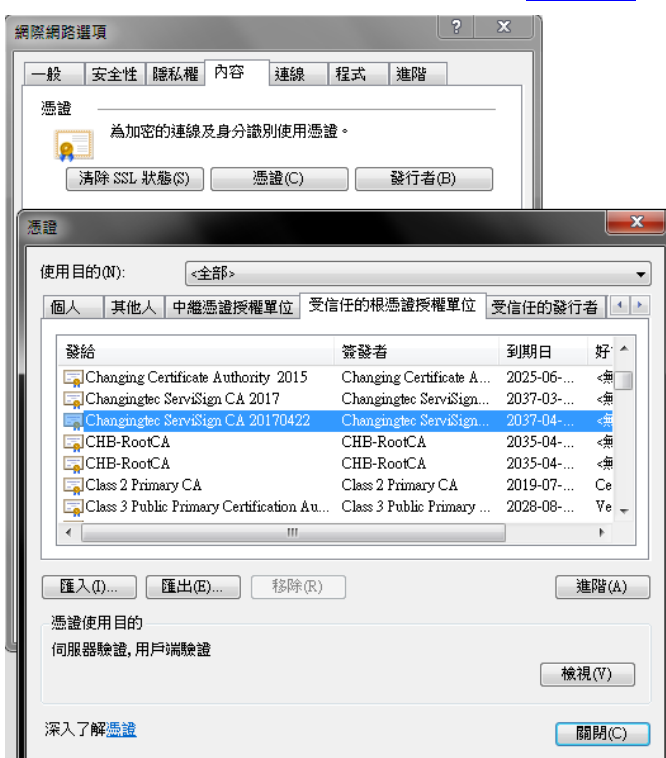 網際網路選項
一般 安全性 隱私權 內容 連線 程式 進階
憑證
為加密的連線及身分識別使用憑證。
清除 SSL 狀態(S) 憑證(C) 發行者(B)
憑證
使用目的(N): <全部>
個人 其他人 中繼憑證授權單位 受信任的根憑證授權單位 受信任的發行者
發給 簽發者 到期日 好
Changing Certificate Authority 2015 Changing Certificate A... 2025-06-... <無
Changingtec ServiSign CA 2017 Changingtec ServiSign... 2037-03-... <無
Changingtec ServiSign CA 20170422 Changingtec ServiSign... 2037-04-... <無
CHB-RootCA CHB-RootCA 2035-04-... <無
CHB-RootCA CHB-RootCA 2035-04-... <無
Class 2 Primary CA Class 2 Primary CA 2019-07-... Ce
Class 3 Public Primary Certification Au... Class 3 Public Primary ... 2028-08-... Ve
匯入(I)... 匯出(E)... 移除(R) 進階(A)
憑證使用目的
伺服器驗證, 用戶端驗證
檢視(V)
深入了解憑證
關閉(C)